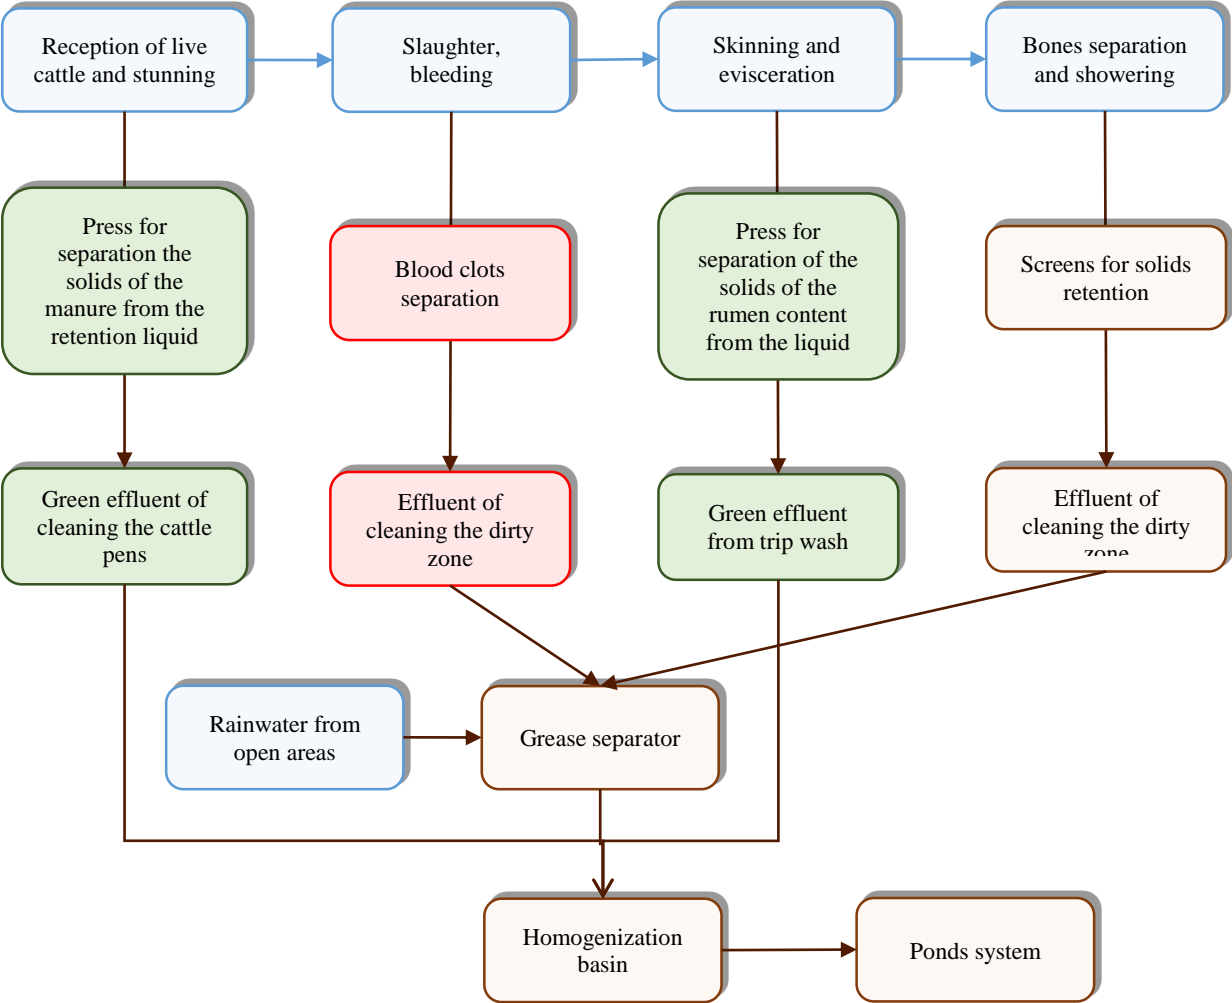 Reception of live
cattle and stunning
Slaughter,
bleeding
Skinning and
evisceration
Bones separation
and showering
Press for
separation the
solids of the
manure from the
retention liquid
Blood clots
separation
Press for
separation of the
solids of the
rumen content
from the liquid
Screens for solids
retention
Green effluent of
cleaning the cattle
pens
Effluent of
cleaning the dirty
zone
Green effluent
from trip wash
Effluent of
cleaning the dirty
zone
Rainwater from
open areas
Grease separator
Homogenization
basin
Ponds system